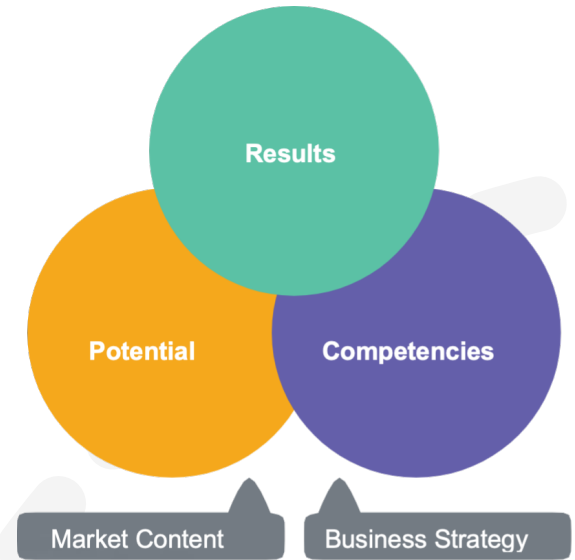 Results
Potential
Competencies
Market Content
Business Strategy